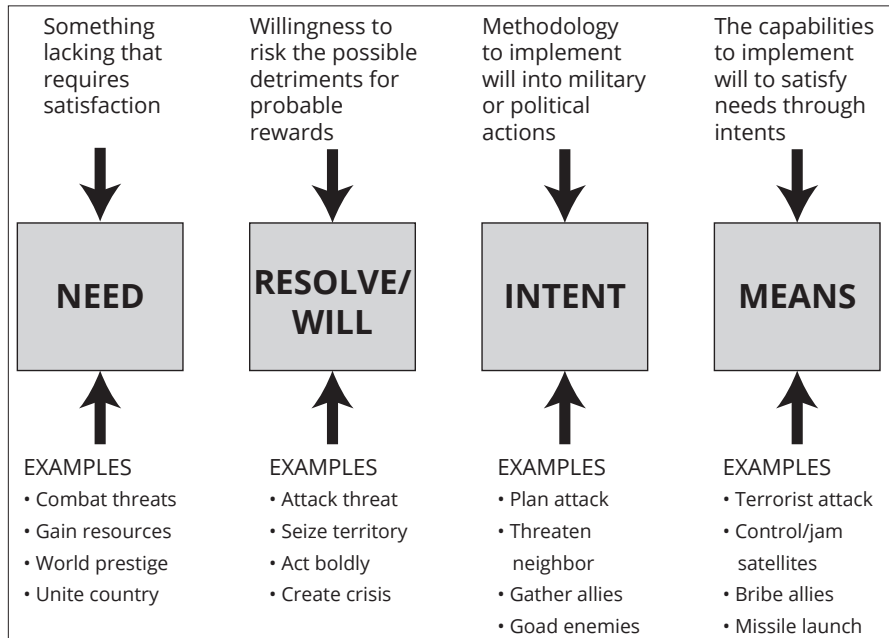 Something
lacking that
requires
satisfaction
Willingness to
risk the possible
detriments for
probable
rewards
Methodology
to implement
will into military
or political
actions
The capabilities
to implement
will to satisfy
needs through
intents
NEED
RESOLVE/
WILL
INTENT
MEANS
EXAMPLES
• Combat threats
• Gain resources
• World prestige
• Unite country
EXAMPLES
• Attack threat
• Seize territory
• Act boldly
• Create crisis
EXAMPLES
• Plan attack
• Threaten
neighbor
• Gather allies
• Goad enemies
EXAMPLES
• Terrorist attack
• Control/jam
satellites
• Bribe allies
• Missile launch